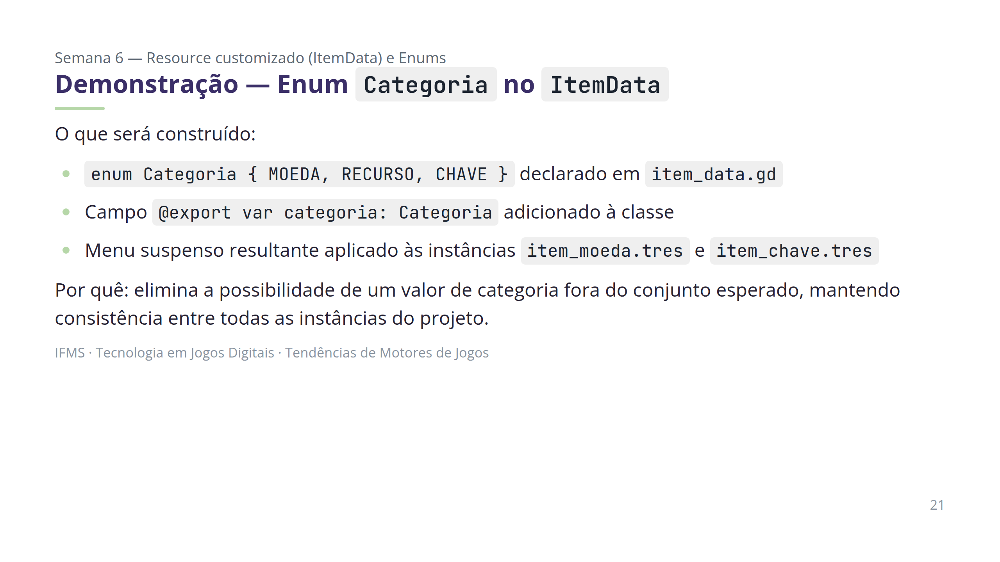 Semana 6 — Resource customizado (ItemData) e Enums
Demonstração — Enum Categoria no ItemData
O que será construído:
enum Categoria { MOEDA, RECURSO, CHAVE } declarado em item_data.gd
Campo @export var categoria: Categoria adicionado à classe
Menu suspenso resultante aplicado às instâncias item_moeda.tres e item_chave.tres
Por quê: elimina a possibilidade de um valor de categoria fora do conjunto esperado, mantendo
consistência entre todas as instâncias do projeto.
IFMS · Tecnologia em Jogos Digitais · Tendências de Motores de Jogos
21